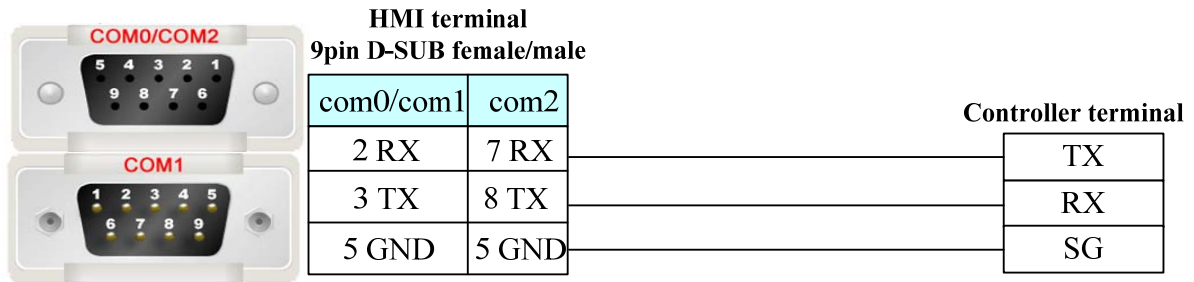 COM0/COM2
5 4 3 2 1
9 8 7 6
COM1
1 2 3 4 5
6 7 8 9
HMI terminal
9pin D-SUB female/male
com0/com1 com2
2 RX 7 RX
3 TX 8 TX
5 GND 5 GND
Controller terminal
TX
RX
SG